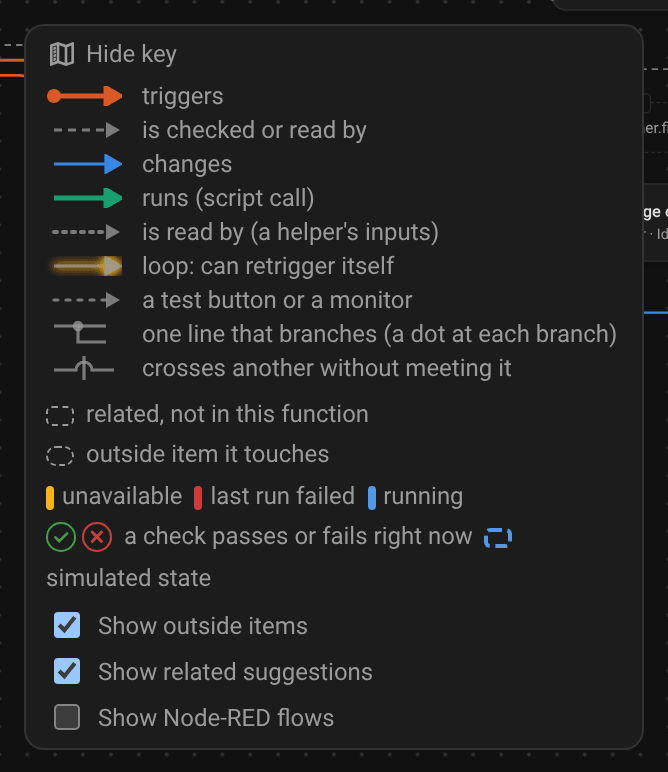 Hide key
triggers
is checked or read by
changes
runs (script call)
is read by (a helper's inputs)
loop: can retrigger itself
a test button or a monitor
one line that branches (a dot at each branch)
crosses another without meeting it
related, not in this function
outside item it touches
unavailable last run failed running
a check passes or fails right now
simulated state
Show outside items
Show related suggestions
Show Node-RED flows